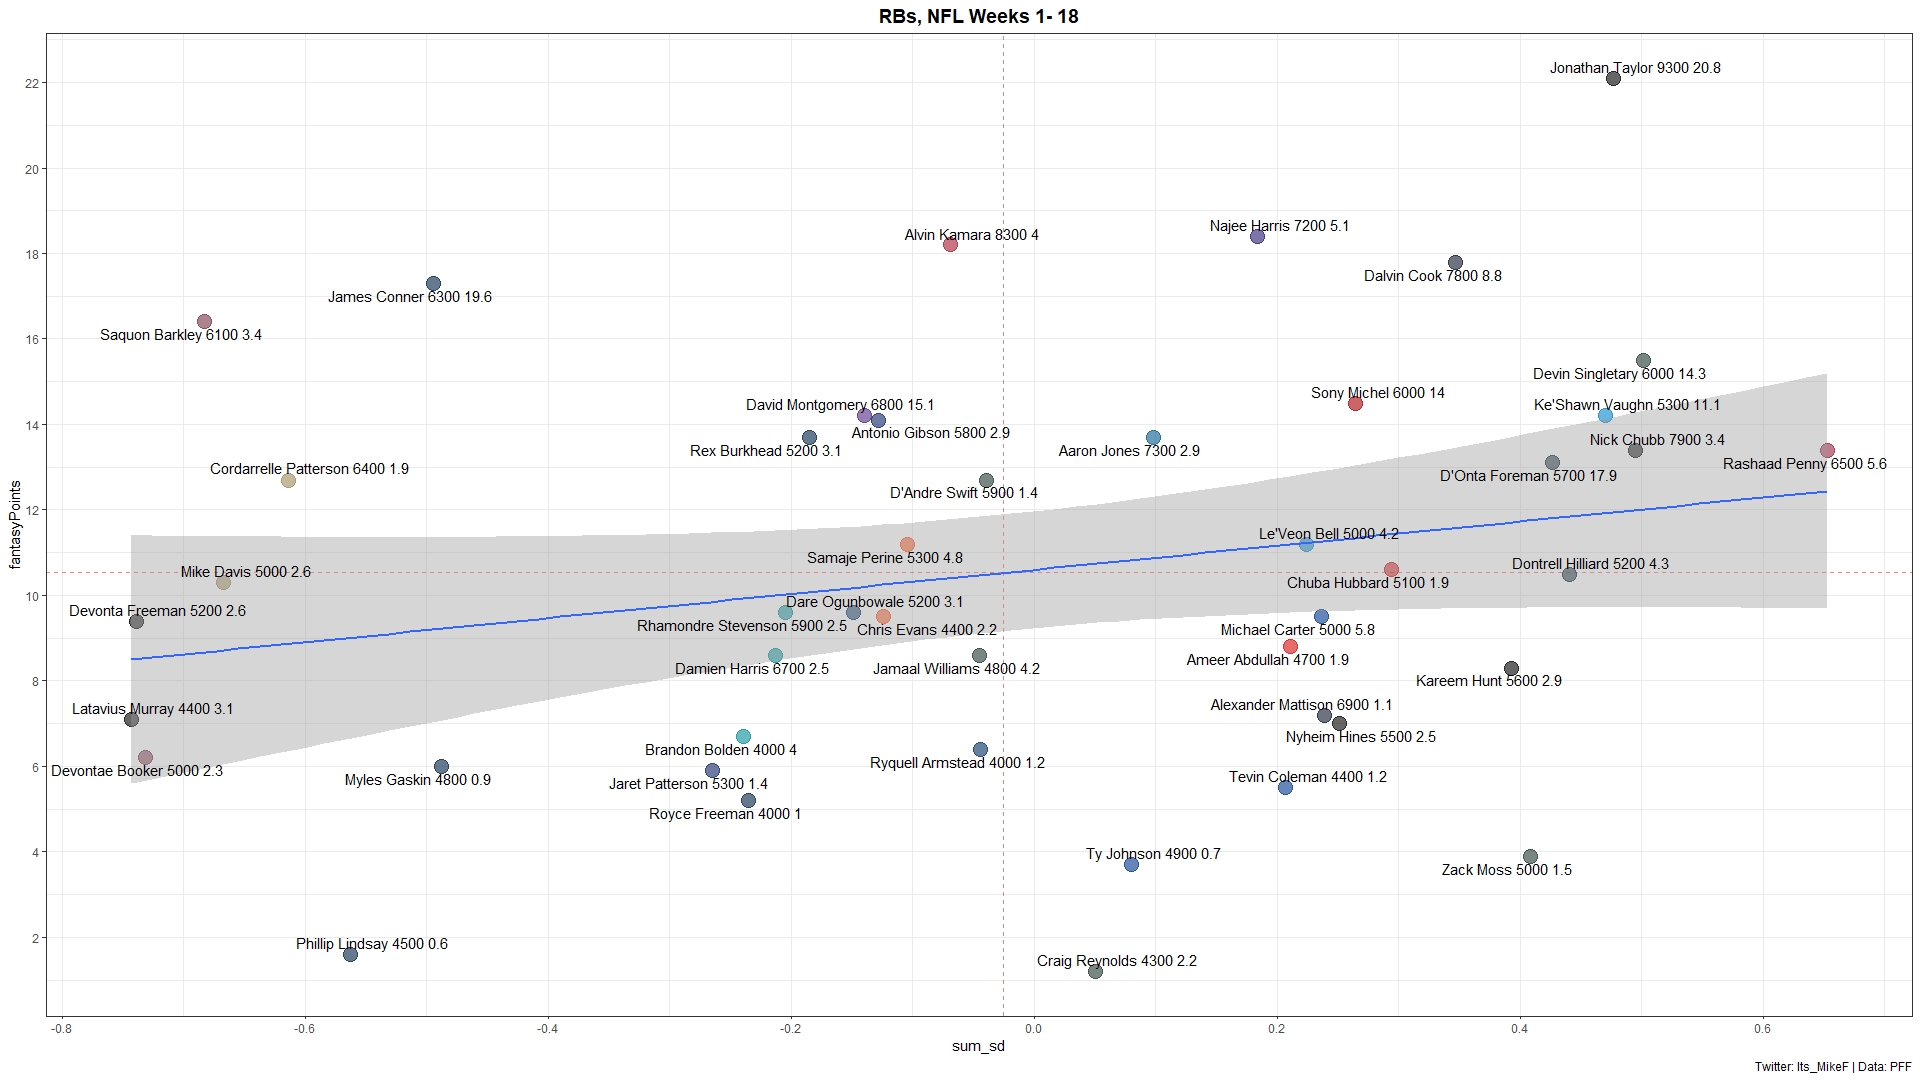 RBs, NFL Weeks 1- 18
fantasyPoints
22
20
18
16
14
12
10
8
6
4
2
Jonathan Taylor 9300 20.8
Najee Harris 7200 5.1
Alvin Kamara 8300 4
Dalvin Cook 7800 8.8
James Conner 6300 19.6
Saquon Barkley 6100 3.4
Devin Singletary 6000 14.3
Sony Michel 6000 14
David Montgomery 6800 15.1
Ke'Shawn Vaughn 5300 11.1
Antonio Gibson 5800 2.9
Nick Chubb 7900 3.4
Rex Burkhead 5200 3.1
Aaron Jones 7300 2.9
Rashaad Penny 6500 5.6
Cordarrelle Patterson 6400 1.9
D'Onta Foreman 5700 17.9
D'Andre Swift 5900 1.4
Le'Veon Bell 5000 4.2
Samaje Perine 5300 4.8
Dontrell Hilliard 5200 4.3
Mike Davis 5000 2.6
Chuba Hubbard 5100 1.9
Dare Ogunbowale 5200 3.1
Devonta Freeman 5200 2.6
Rhamondre Stevenson 5900 2.5
Chris Evans 4400 2.2
Michael Carter 5000 5.8
Ameer Abdullah 4700 1.9
Damien Harris 6700 2.5
Jamaal Williams 4800 4.2
Kareem Hunt 5600 2.9
Alexander Mattison 6900 1.1
Latavius Murray 4400 3.1
Nyheim Hines 5500 2.5
Brandon Bolden 4000 4
Ryquell Armstead 4000 1.2
Devontae Booker 5000 2.3
Tevin Coleman 4400 1.2
Myles Gaskin 4800 0.9
Jaret Patterson 5300 1.4
Royce Freeman 4000 1
Ty Johnson 4900 0.7
Zack Moss 5000 1.5
Phillip Lindsay 4500 0.6
Craig Reynolds 4300 2.2
-0.8
-0.6
-0.4
-0.2
0.0
0.2
0.4
0.6
sum_sd
Twitter: Its_MikeF | Data: PFF